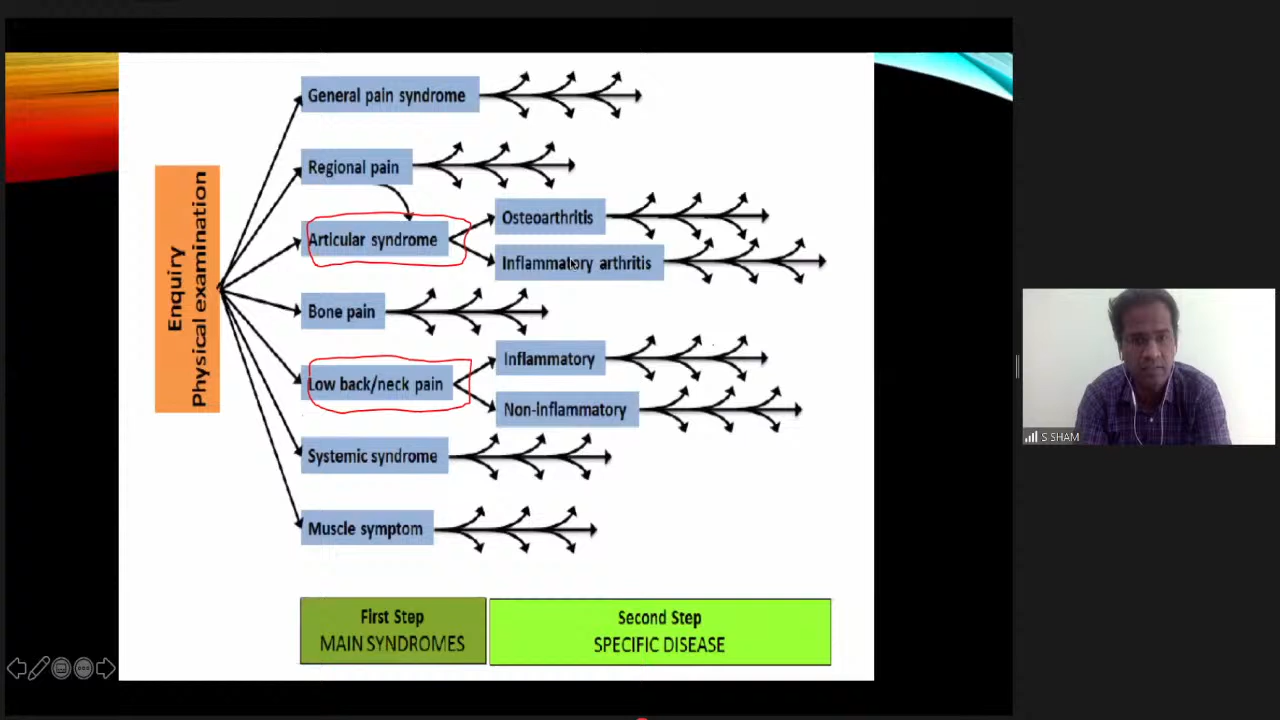 Enquiry
Physical examination
General pain syndrome
Regional pain
Articular syndrome
Osteoarthritis
Inflammatory arthritis
Bone pain
Low back/neck pain
Inflammatory
Non-inflammatory
Systemic syndrome
Muscle symptom
First Step
MAIN SYNDROMES
Second Step
SPECIFIC DISEASE
S SHAM